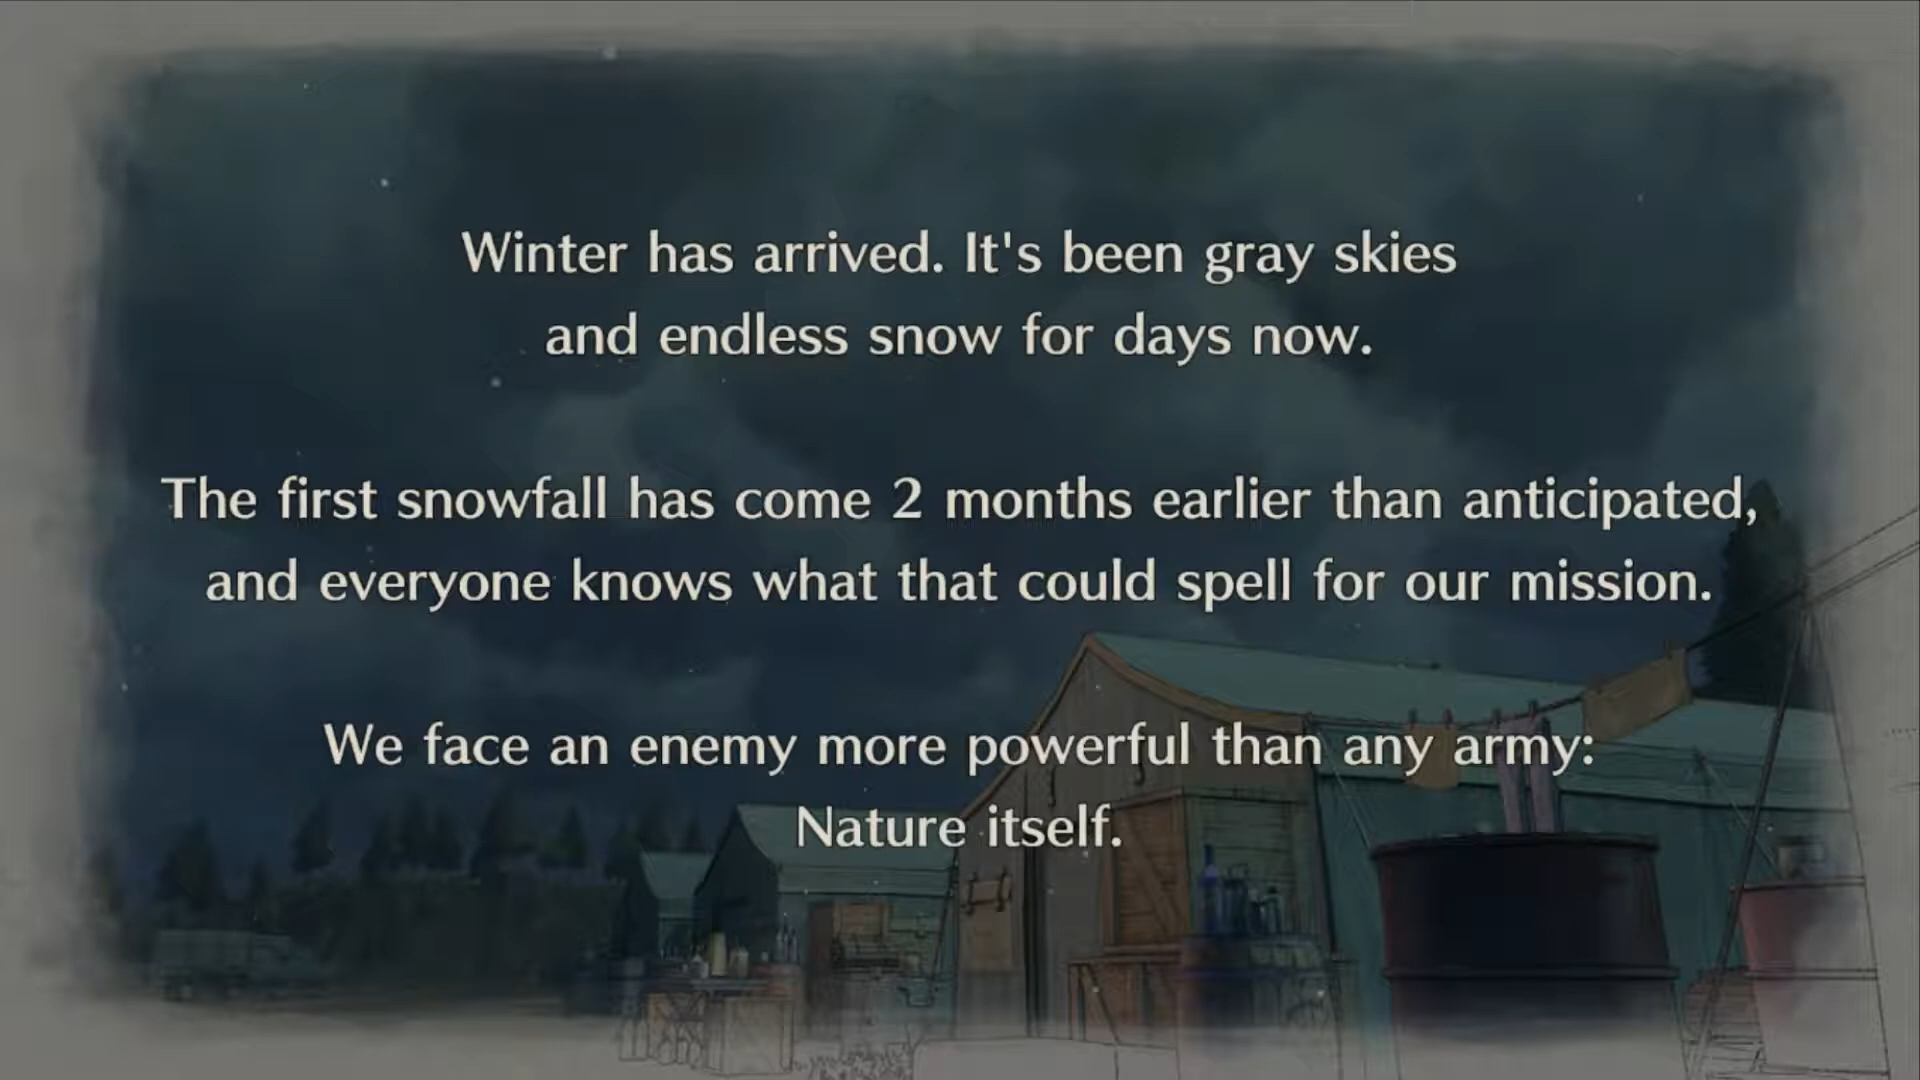 Winter has arrived. It's been gray skies
and endless snow for days now.
The first snowfall has come 2 months earlier than anticipated,
and everyone knows what that could spell for our mission.
We face an enemy more powerful than any army:
Nature itself.